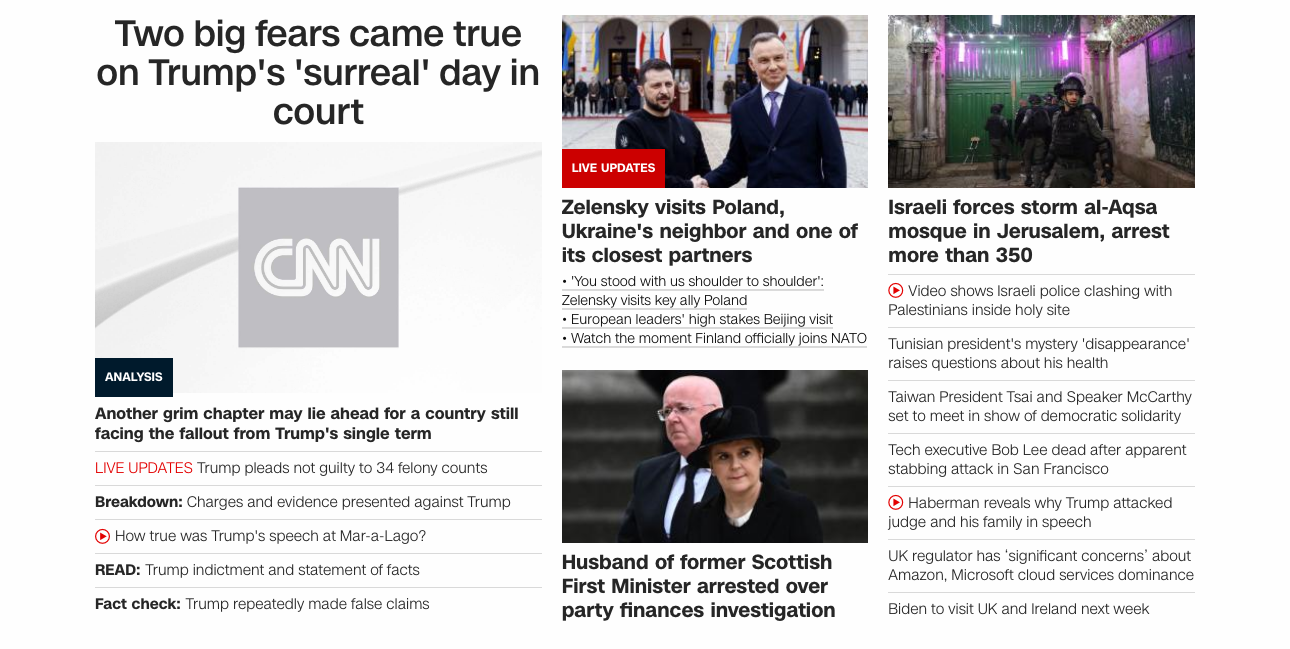 Two big fears came true
on Trump's 'surreal' day in
court
CNN
ANALYSIS
Another grim chapter may lie ahead for a country still
facing the fallout from Trump's single term
LIVE UPDATES Trump pleads not guilty to 34 felony counts
Breakdown: Charges and evidence presented against Trump
How true was Trump's speech at Mar-a-Lago?
READ: Trump indictment and statement of facts
Fact check: Trump repeatedly made false claims
LIVE UPDATES
Zelensky visits Poland,
Ukraine's neighbor and one of
its closest partners
• 'You stood with us shoulder to shoulder':
Zelensky visits key ally Poland
• European leaders' high stakes Beijing visit
• Watch the moment Finland officially joins NATO
Husband of former Scottish
First Minister arrested over
party finances investigation
Israeli forces storm al-Aqsa
mosque in Jerusalem, arrest
more than 350
Video shows Israeli police clashing with
Palestinians inside holy site
Tunisian president's mystery 'disappearance'
raises questions about his health
Taiwan President Tsai and Speaker McCarthy
set to meet in show of democratic solidarity
Tech executive Bob Lee dead after apparent
stabbing attack in San Francisco
Haberman reveals why Trump attacked
judge and his family in speech
UK regulator has ‘significant concerns’ about
Amazon, Microsoft cloud services dominance
Biden to visit UK and Ireland next week